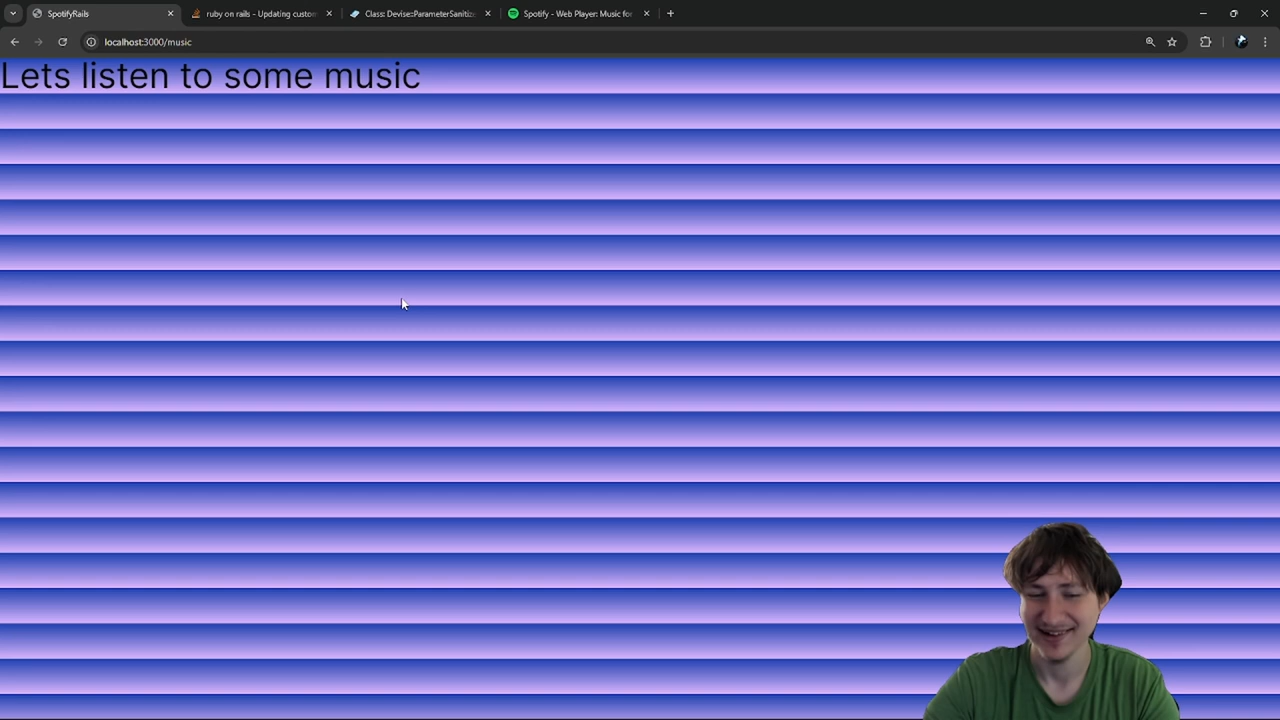 SpotifyRails
ruby on rails - Updating custom
Class: Devise::ParameterSanitize
Spotify - Web Player: Music for
localhost:3000/music
Lets listen to some music